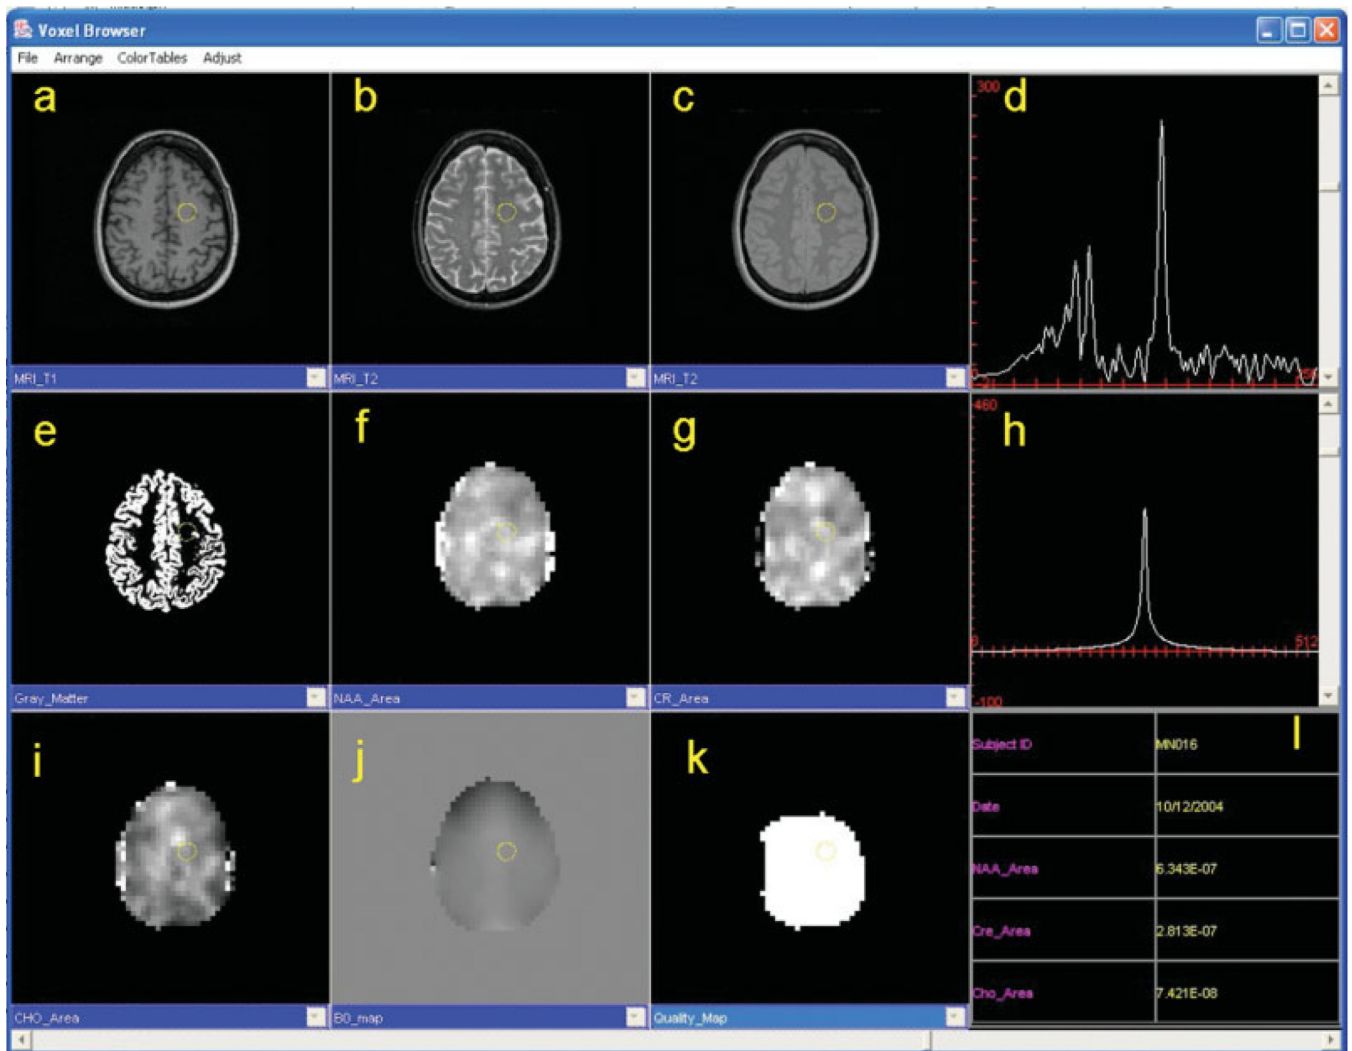 Voxel Browser
File Arrange ColorTables Adjust
a
b
c
d
300
MRI_T1
MRI_T2
MRI_T2
e
f
g
h
460
512
-100
Gray_Matter
NAA_Area
CR_Area
i
j
k
l
Subject ID MN016
Date 10/12/2004
NAA_Area 6.343E-07
Cre_Area 2.813E-07
Cho_Area 7.421E-08
CHO_Area
B0_map
Quality_Map